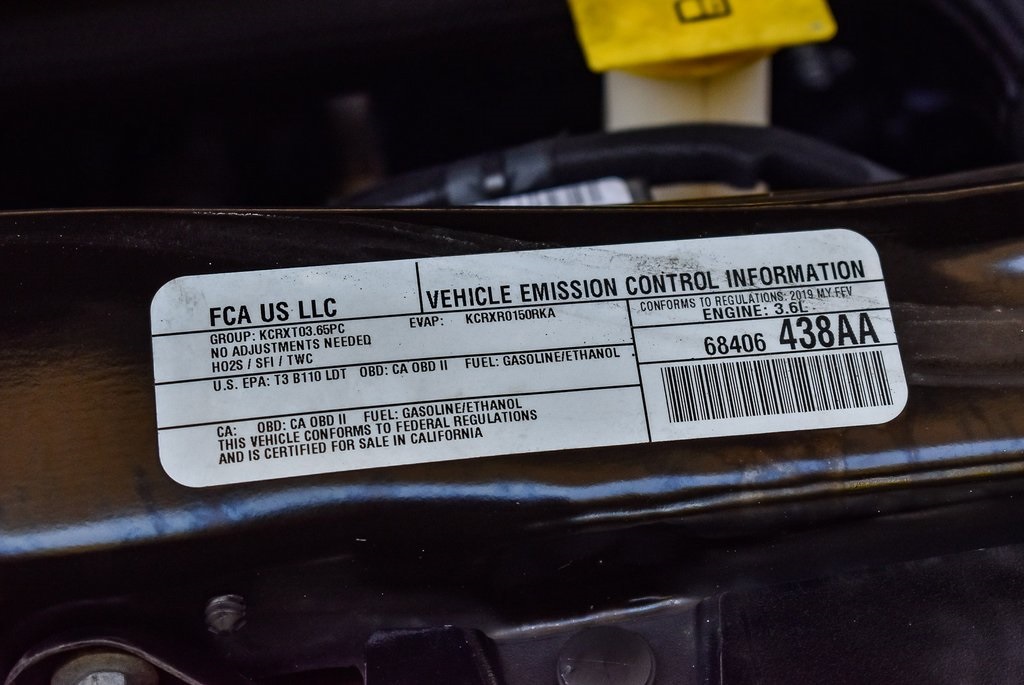 FCA US LLC
VEHICLE EMISSION CONTROL INFORMATION
GROUP: KCRXT03.65PC
EVAP: KCRXR0150RKA
NO ADJUSTMENTS NEEDED
HO2S / SFI / TWC
CONFORMS TO REGULATIONS: 2019 MY FFV
ENGINE: 3.6L
68406 438AA
U.S. EPA: T3 B110 LDT OBD: CA OBD II FUEL: GASOLINE/ETHANOL
CA: OBD: CA OBD II FUEL: GASOLINE/ETHANOL
THIS VEHICLE CONFORMS TO FEDERAL REGULATIONS
AND IS CERTIFIED FOR SALE IN CALIFORNIA